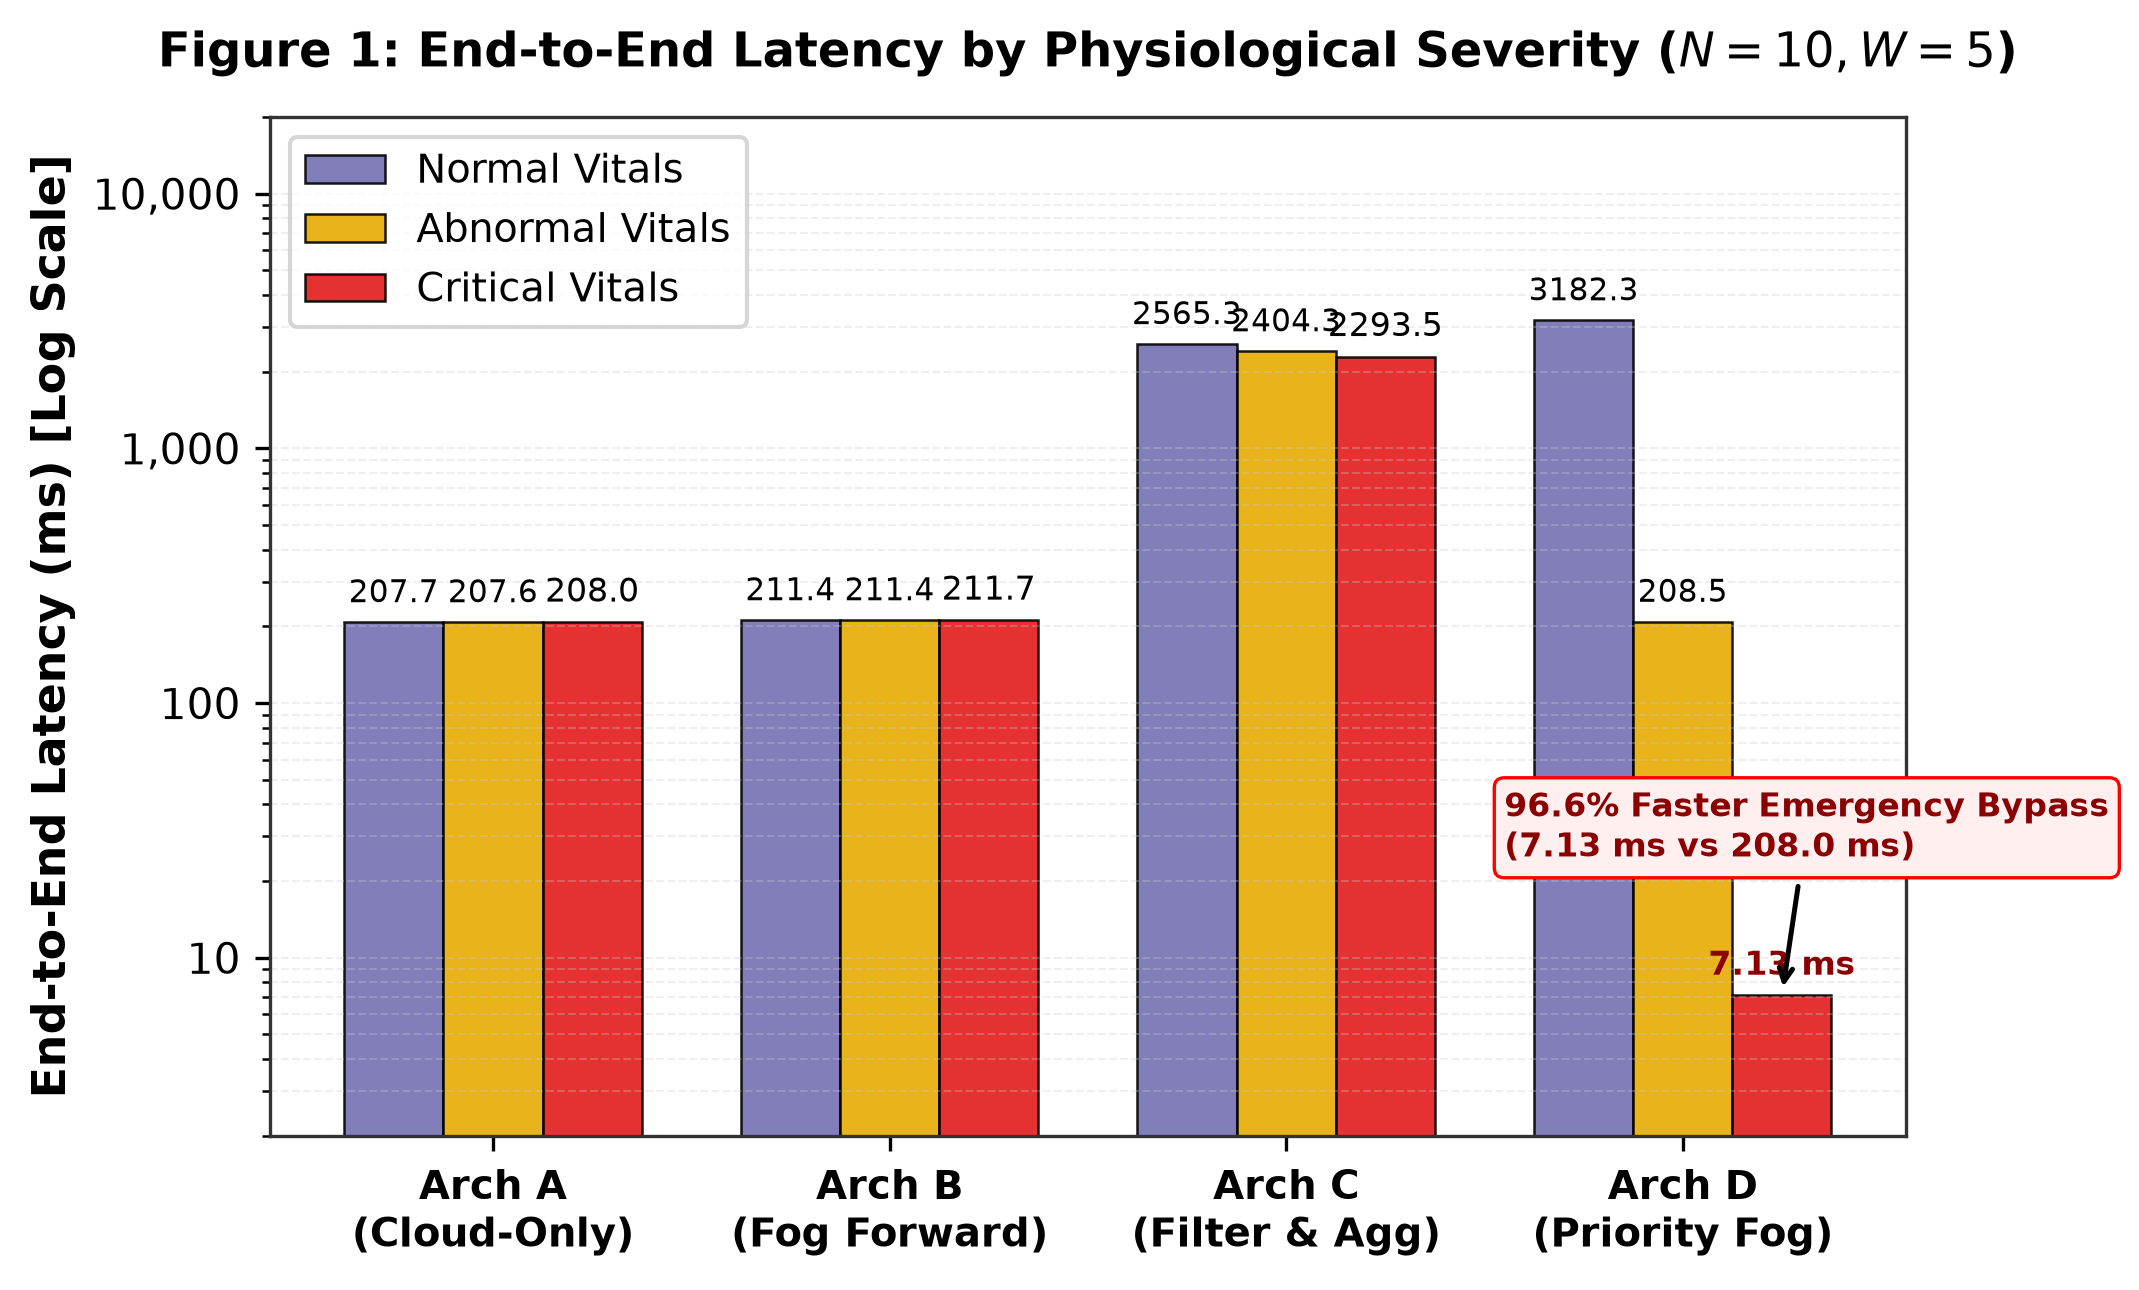 Figure 1: End-to-End Latency by Physiological Severity (N = 10, W = 5)
End-to-End Latency (ms) [Log Scale]
10,000
1,000
100
10
Normal Vitals
Abnormal Vitals
Critical Vitals
207.7 207.6 208.0
211.4 211.4 211.7
2565.3 2404.3 2293.5
3182.3
208.5
96.6% Faster Emergency Bypass
(7.13 ms vs 208.0 ms)
7.13 ms
Arch A
(Cloud-Only)
Arch B
(Fog Forward)
Arch C
(Filter & Agg)
Arch D
(Priority Fog)